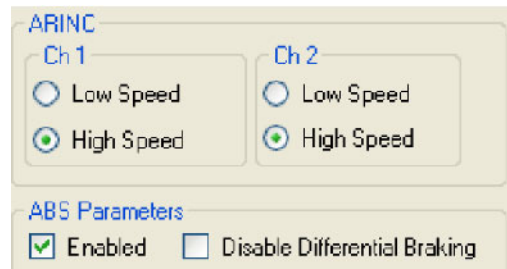 ARINC
Ch 1
Low Speed
High Speed
Ch 2
Low Speed
High Speed
ABS Parameters
Enabled Disable Differential Braking